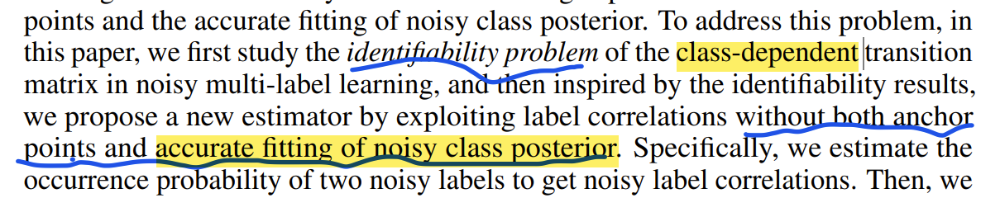 points and the accurate fitting of noisy class posterior. To address this problem, in
this paper, we first study the identifiability problem of the class-dependent transition
matrix in noisy multi-label learning, and then inspired by the identifiability results,
we propose a new estimator by exploiting label correlations without both anchor
points and accurate fitting of noisy class posterior. Specifically, we estimate the
occurrence probability of two noisy labels to get noisy label correlations. Then, we